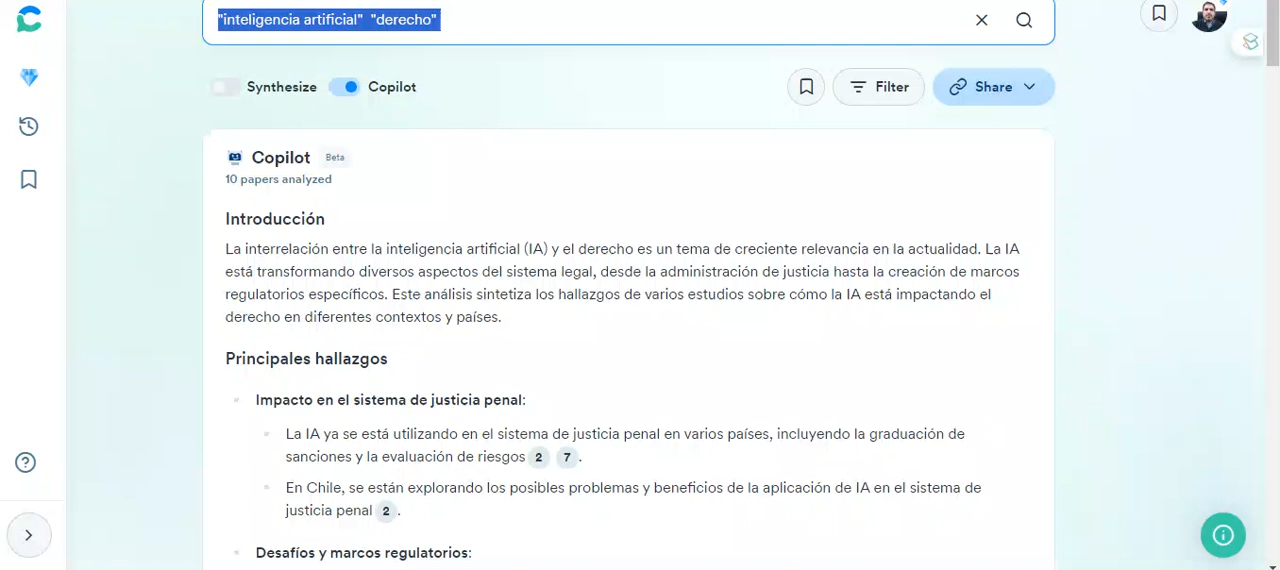 "inteligencia artificial" "derecho"
Synthesize Copilot Filter Share
Copilot Beta
10 papers analyzed
Introducción
La interrelación entre la inteligencia artificial (IA) y el derecho es un tema de creciente relevancia en la actualidad. La IA
está transformando diversos aspectos del sistema legal, desde la administración de justicia hasta la creación de marcos
regulatorios específicos. Este análisis sintetiza los hallazgos de varios estudios sobre cómo la IA está impactando el
derecho en diferentes contextos y países.
Principales hallazgos
Impacto en el sistema de justicia penal:
La IA ya se está utilizando en el sistema de justicia penal en varios países, incluyendo la graduación de
sanciones y la evaluación de riesgos 2 7 .
En Chile, se están explorando los posibles problemas y beneficios de la aplicación de IA en el sistema de
justicia penal 2 .
Desafíos y marcos regulatorios: